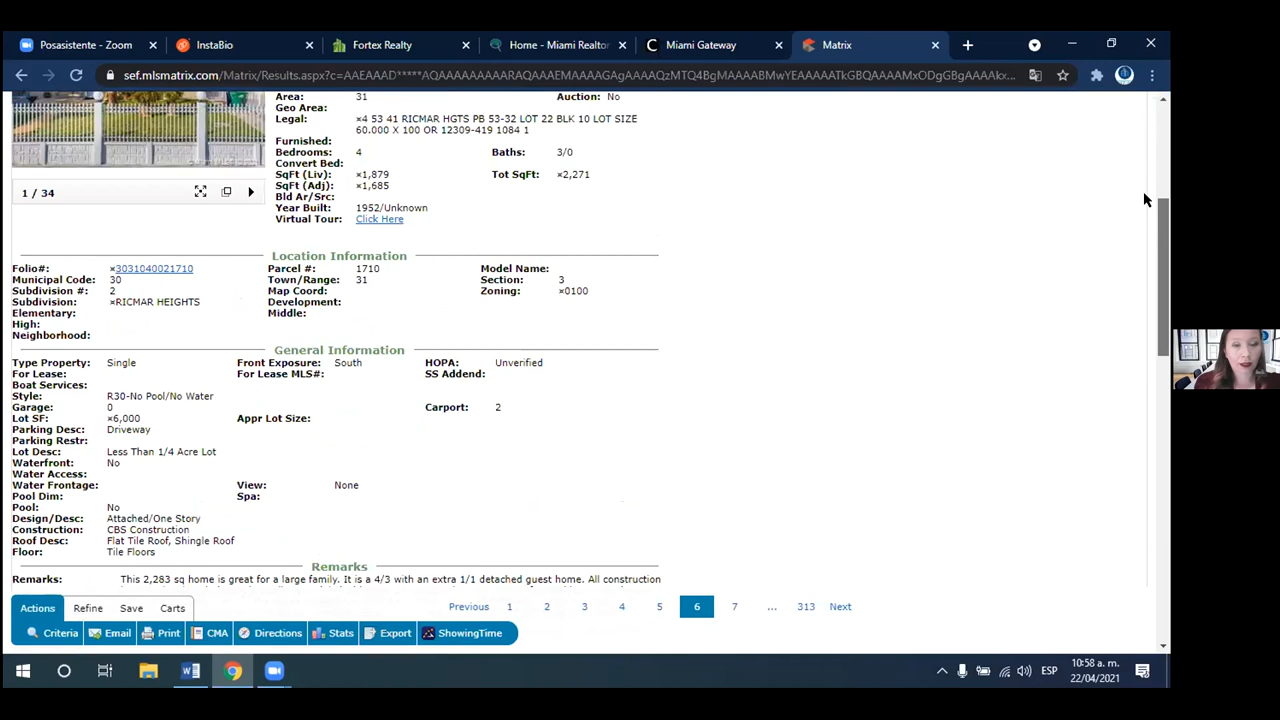 Posasistente - Zoom
InstaBio
Fortex Realty
Home - Miami Realtor
Miami Gateway
Matrix
sef.mlsmatrix.com/Matrix/Results.aspx?c=AAEAAAD*****AQAAAAAAAAARAQAAAEMAAAAGAgAAAAQzMTQ4BgMAAAABMwYEAAAAATkGBQAAAAMxODgGBgAAAAkx...
Area: 31 Auction: No
Geo Area:
Legal: ×4 53 41 RICMAR HGTS PB 53-32 LOT 22 BLK 10 LOT SIZE
60.000 X 100 OR 12309-419 1084 1
Furnished:
Bedrooms: 4 Baths: 3/0
Convert Bed:
SqFt (Liv): ×1,879 Tot SqFt: ×2,271
SqFt (Adj): ×1,685
Bld Ar/Src:
Year Built: 1952/Unknown
Virtual Tour: Click Here
1 / 34
Location Information
Folio#: ×3031040021710 Parcel #: 1710 Model Name:
Municipal Code: 30 Town/Range: 31 Section: 3
Subdivision #: 2 Map Coord: Zoning: ×0100
Subdivision: ×RICMAR HEIGHTS Development:
Elementary: Middle:
High:
Neighborhood:
General Information
Type Property: Single Front Exposure: South HOPA: Unverified
For Lease: For Lease MLS#: SS Addend:
Boat Services:
Style: R30-No Pool/No Water
Garage: 0 Carport: 2
Lot SF: ×6,000 Appr Lot Size:
Parking Desc: Driveway
Parking Restr:
Lot Desc: Less Than 1/4 Acre Lot
Waterfront: No
Water Access:
Water Frontage: View: None
Pool Dim: Spa:
Pool: No
Design/Desc: Attached/One Story
Construction: CBS Construction
Roof Desc: Flat Tile Roof, Shingle Roof
Floor: Tile Floors
Remarks
Remarks: This 2,283 sq home is great for a large family. It is a 4/3 with an extra 1/1 detached guest home. All construction
Actions Refine Save Carts
Previous 1 2 3 4 5 6 7 ... 313 Next
Criteria Email Print CMA Directions Stats Export ShowingTime
ESP
10:58 a. m.
22/04/2021